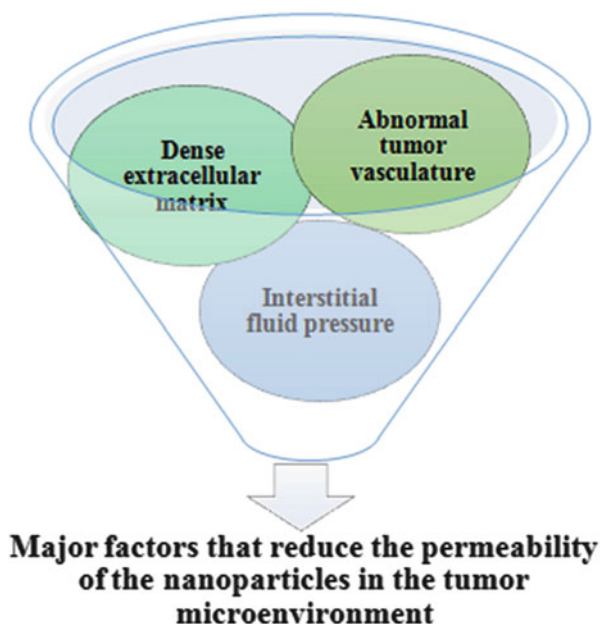 Dense
extracellular
matrix
Abnormal
tumor
vasculature
Interstitial
fluid pressure
Major factors that reduce the permeability
of the nanoparticles in the tumor
microenvironment